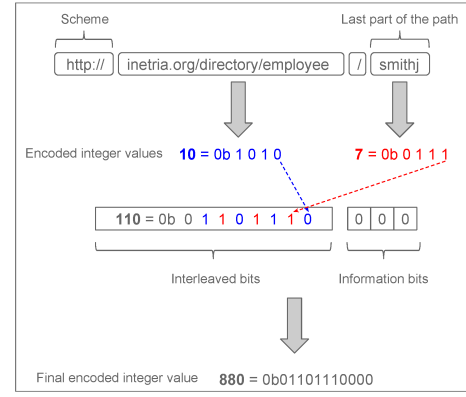 Scheme Last part of the path
http:// inetria.org/directory/employee / smithj
Encoded integer values 10 = 0b 1 0 1 0 7 = 0b 0 1 1 1
110 = 0b 0 1 1 0 1 1 1 0 0 0 0
Interleaved bits Information bits
Final encoded integer value 880 = 0b01101110000